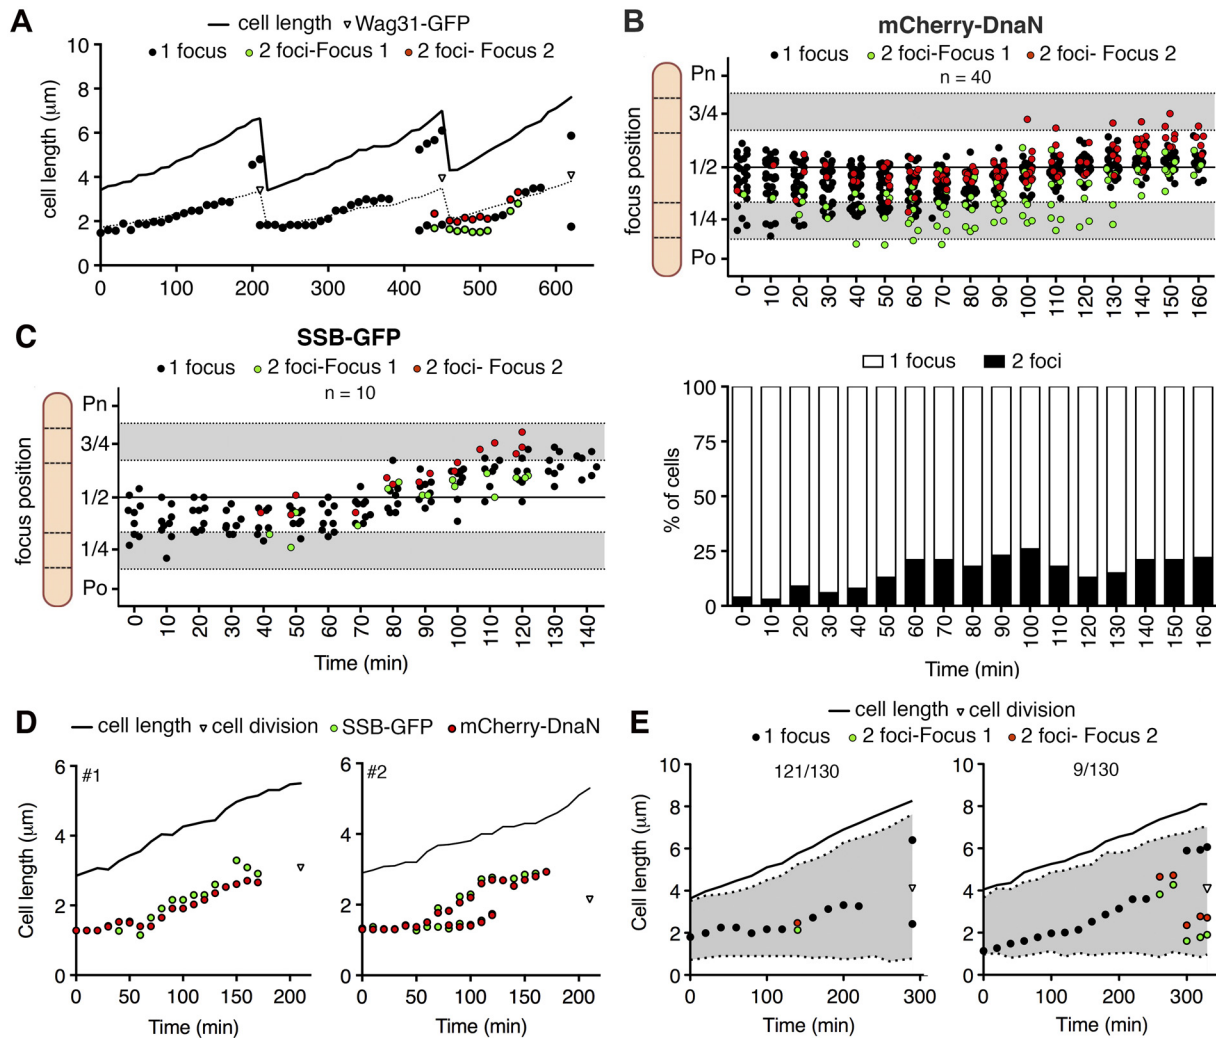 A
cell length
Wag31-GFP
1 focus
2 foci-Focus 1
2 foci- Focus 2
cell length (μm)
10
8
6
4
2
0
0 100 200 300 400 500 600
B
mCherry-DnaN
1 focus
2 foci-Focus 1
2 foci- Focus 2
n = 40
focus position
Pn
3/4
1/2
1/4
Po
0 10 20 30 40 50 60 70 80 90 100 110 120 130 140 150 160
1 focus
2 foci
% of cells
100
75
50
25
0
0 10 20 30 40 50 60 70 80 90 100 110 120 130 140 150 160
Time (min)
C
SSB-GFP
1 focus
2 foci-Focus 1
2 foci- Focus 2
n = 10
focus position
Pn
3/4
1/2
1/4
Po
0 10 20 30 40 50 60 70 80 90 100 110 120 130 140
Time (min)
D
cell length
cell division
SSB-GFP
mCherry-DnaN
#1
Cell length (μm)
6
4
2
0
0 50 100 150 200
Time (min)
#2
6
4
2
0
0 50 100 150 200
Time (min)
E
cell length
cell division
1 focus
2 foci-Focus 1
2 foci- Focus 2
121/130
Cell length (μm)
10
8
6
4
2
0
0 100 200 300
Time (min)
9/130
10
8
6
4
2
0
0 100 200 300
Time (min)